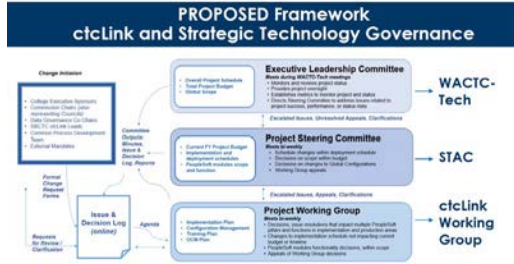 PROPOSED Framework
ctcLink and Strategic Technology Governance
Change Initiation
College Executive Sponsors
Commission Chairs (also
representing Councils)
Data Governance Co-Chairs
SBCTC ctcLink Leads
Common Process Development
Team
External Mandates
Formal
Change
Request
Forms
Requests
for Review /
Clarification
Issue &
Decision Log
(online)
Agenda
Committee
Outputs:
Minutes,
Issue &
Decision
Log, Reports
Overall Project Schedule
Total Project Budget
Global Scope
Executive Leadership Committee
Meets during WACTC-Tech meetings
Monitors and reviews project status
Provides project oversight
Establishes metrics to monitor project and status
Directs Steering Committee to address issues related to
project success, performance, or status risks
WACTC-
Tech
Escalated Issues, Unresolved Appeals, Clarifications
Current FY Project Budget
Implementation and
deployment schedules
PeopleSoft modules scope
and function
Project Steering Committee
Meets bi-weekly
Schedule changes within deployment schedule
Decisions on scope within budget
Decisions on changes to Global Configurations
Working Group appeals
STAC
Escalated Issues, Appeals, Clarifications
Implementation Plan
Configuration Management
Training Plan
OCM Plan
Project Working Group
Meets bi-weekly
Decisions, issue resolutions that impact multiple PeopleSoft
pillars and functions in implementation and production areas
Changes to implementation schedule not impacting current
budget or timeline
PeopleSoft modules functionality decisions, within scope
Appeals of Working Group decisions
ctcLink
Working
Group